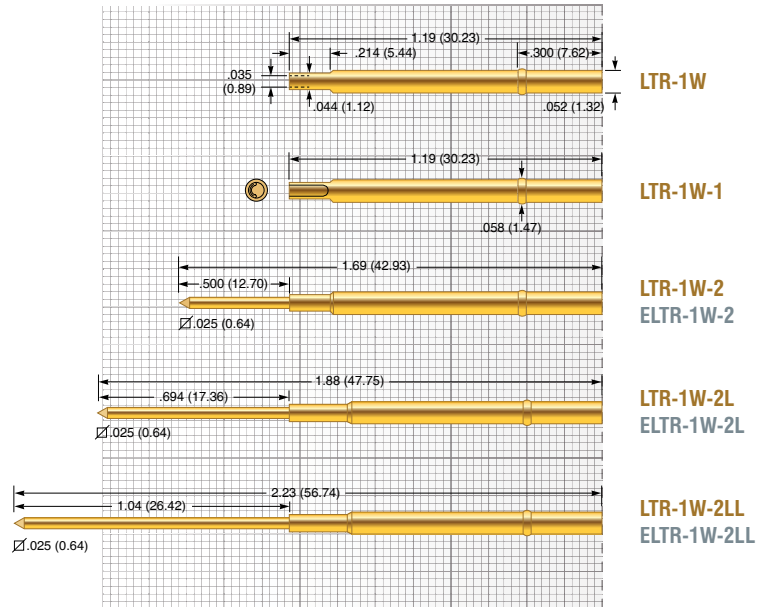 1.19 (30.23)
.214 (5.44)
.300 (7.62)
.035
(0.89)
.044 (1.12)
.052 (1.32)
LTR-1W
1.19 (30.23)
.058 (1.47)
LTR-1W-1
1.69 (42.93)
.500 (12.70)
.025 (0.64)
LTR-1W-2
ELTR-1W-2
1.88 (47.75)
.694 (17.36)
.025 (0.64)
LTR-1W-2L
ELTR-1W-2L
2.23 (56.74)
1.04 (26.42)
.025 (0.64)
LTR-1W-2LL
ELTR-1W-2LL